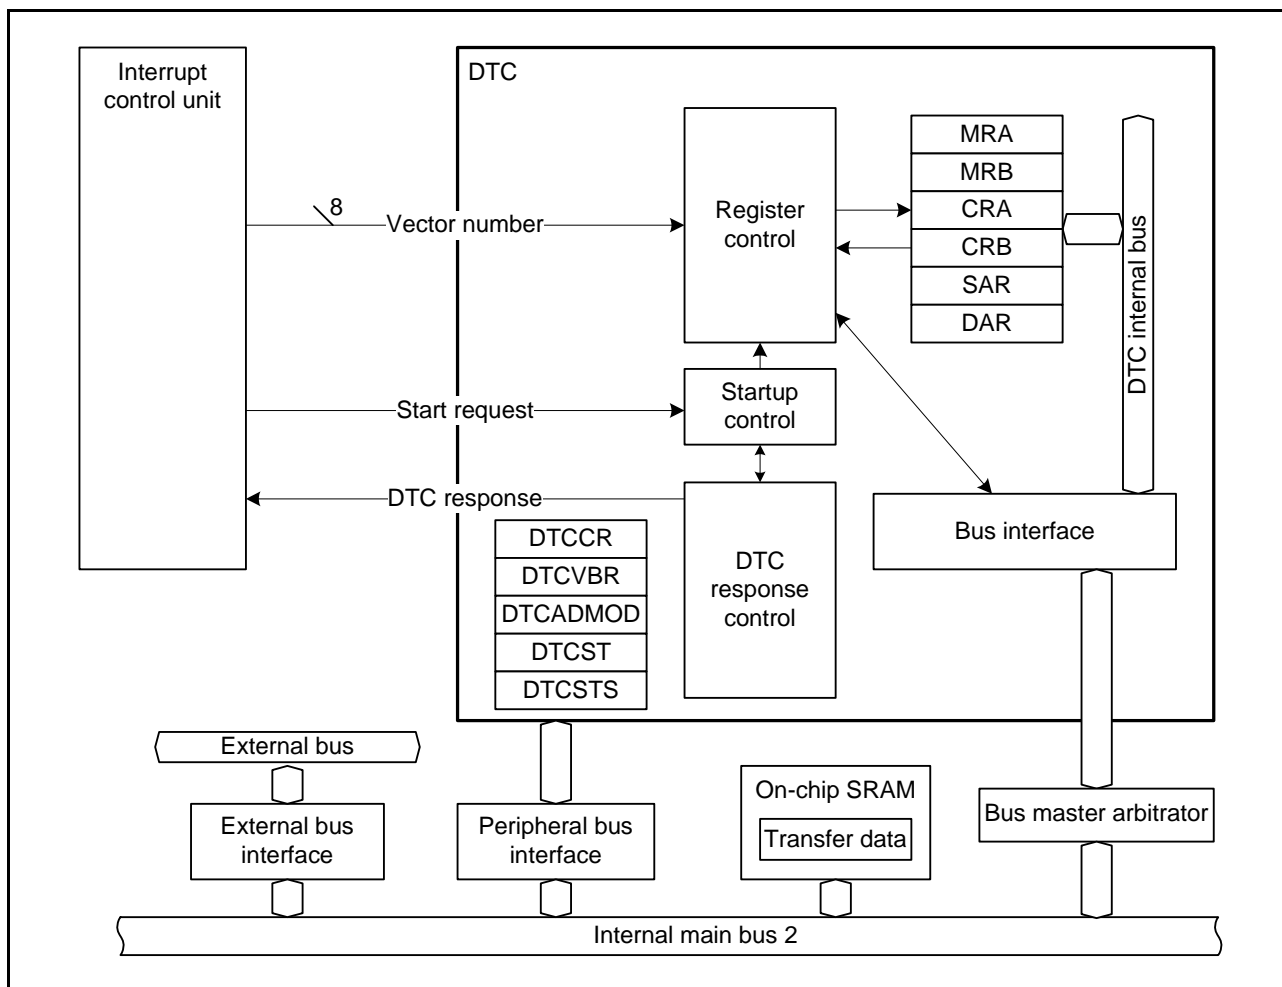 Interrupt
control unit
DTC
8
Vector number
Register
control
MRA
MRB
CRA
CRB
SAR
DAR
DTC internal bus
Start request
Startup
control
DTC response
DTC
response
control
Bus interface
DTCCR
DTCVBR
DTCADMOD
DTCST
DTCSTS
External bus
External bus
interface
Peripheral bus
interface
On-chip SRAM
Transfer data
Bus master arbitrator
Internal main bus 2